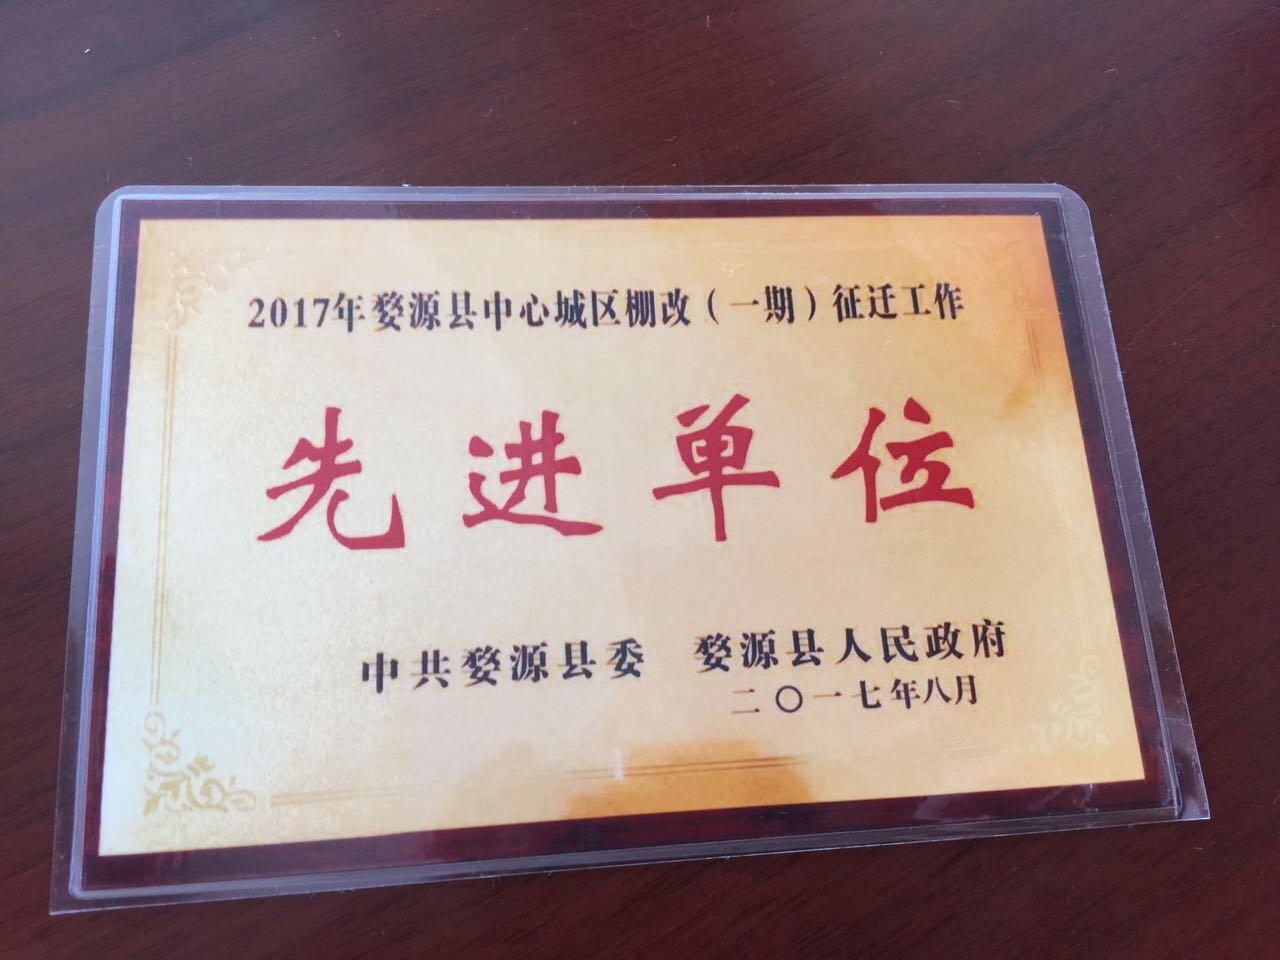 2017年婺源县中心城区棚改（一期）征迁工作
先进单位
中共婺源县委 婺源县人民政府
二〇一七年八月